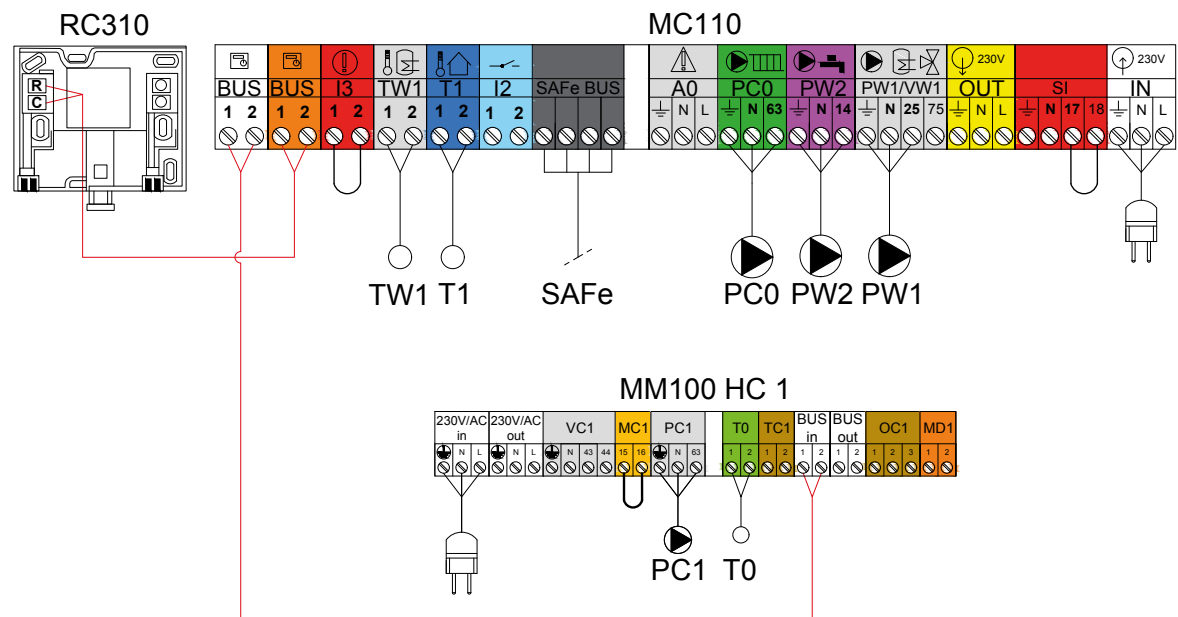 RC310
MC110
R
C
230V
230V
BUS BUS I3 TW1 T1 I2 SAFe BUS A0 PC0 PW2 PW1/VW1 OUT SI IN
1 2 1 2 1 2 1 2 1 2 1 2 N L N 63 N 14 N 25 75 N L N 17 18 N L
TW1 T1 SAFe PC0 PW2 PW1
MM100 HC 1
230V/AC in 230V/AC out VC1 MC1 PC1 T0 TC1 BUS in BUS out OC1 MD1
N L N L N 43 44 15 16 N 63 1 2 1 2 1 2 1 2 1 2 3 1 2
PC1 T0